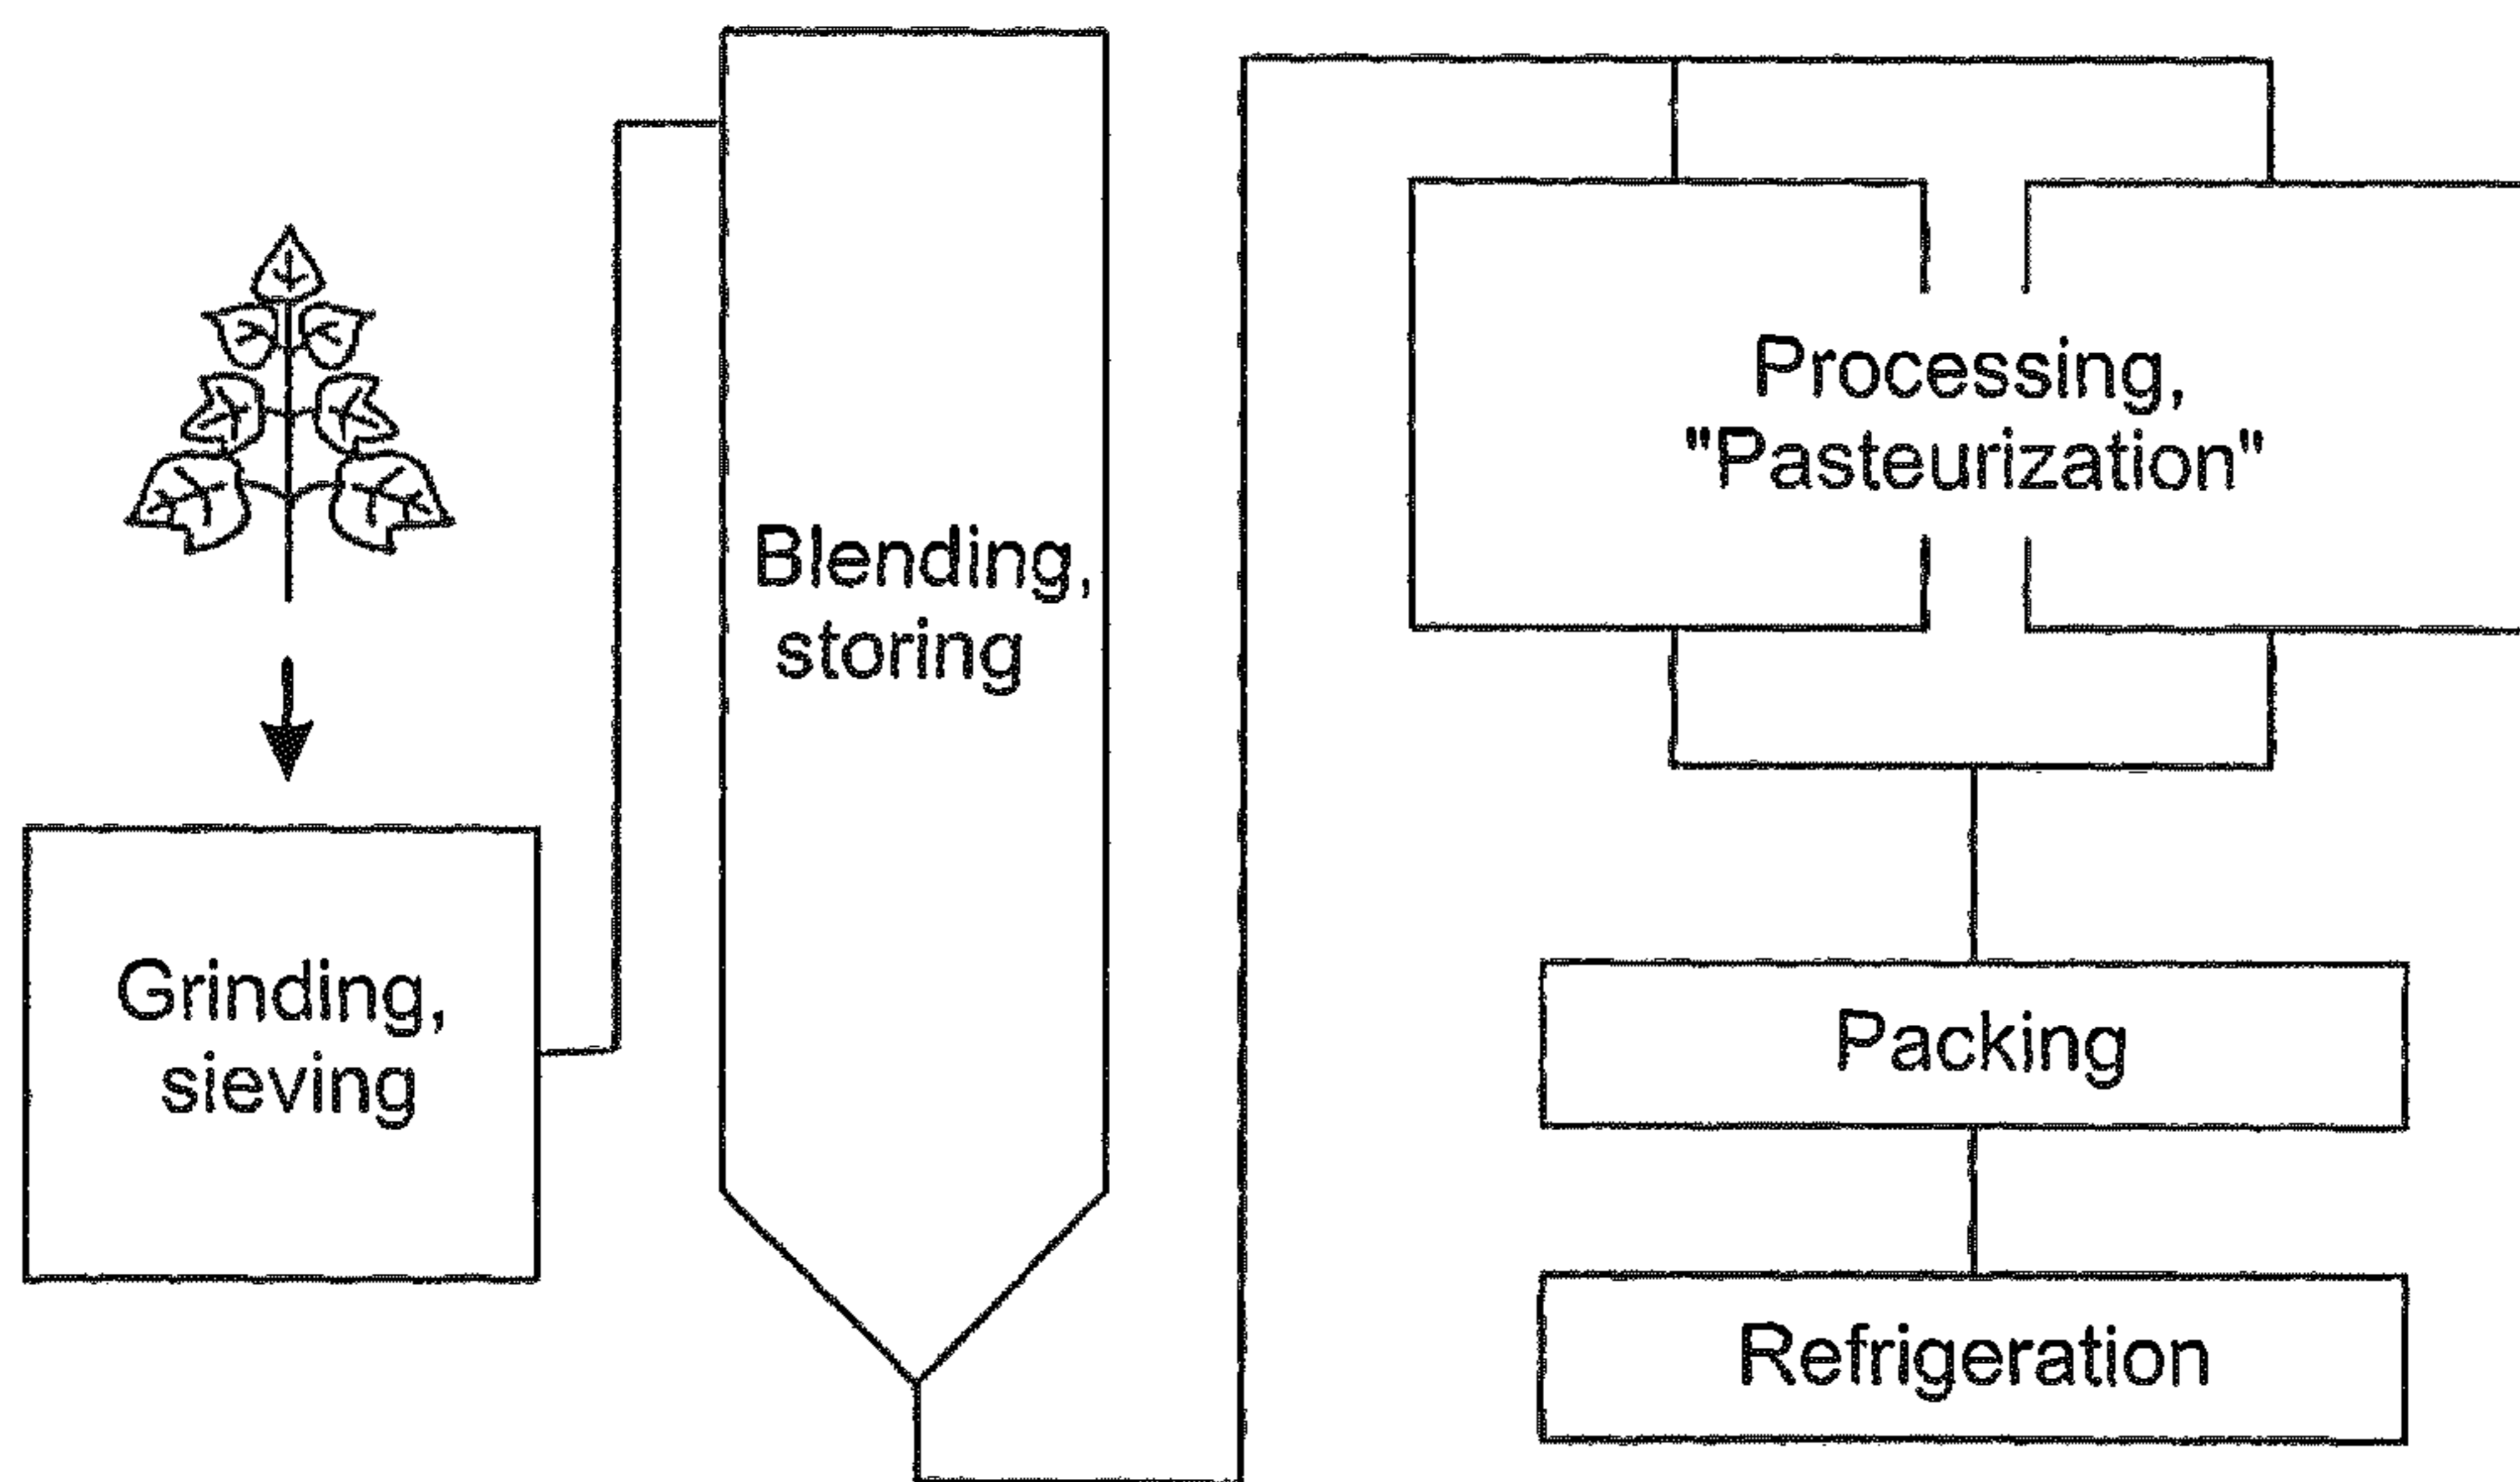 Grinding,
sieving
Blending,
storing
Processing,
"Pasteurization"
Packing
Refrigeration